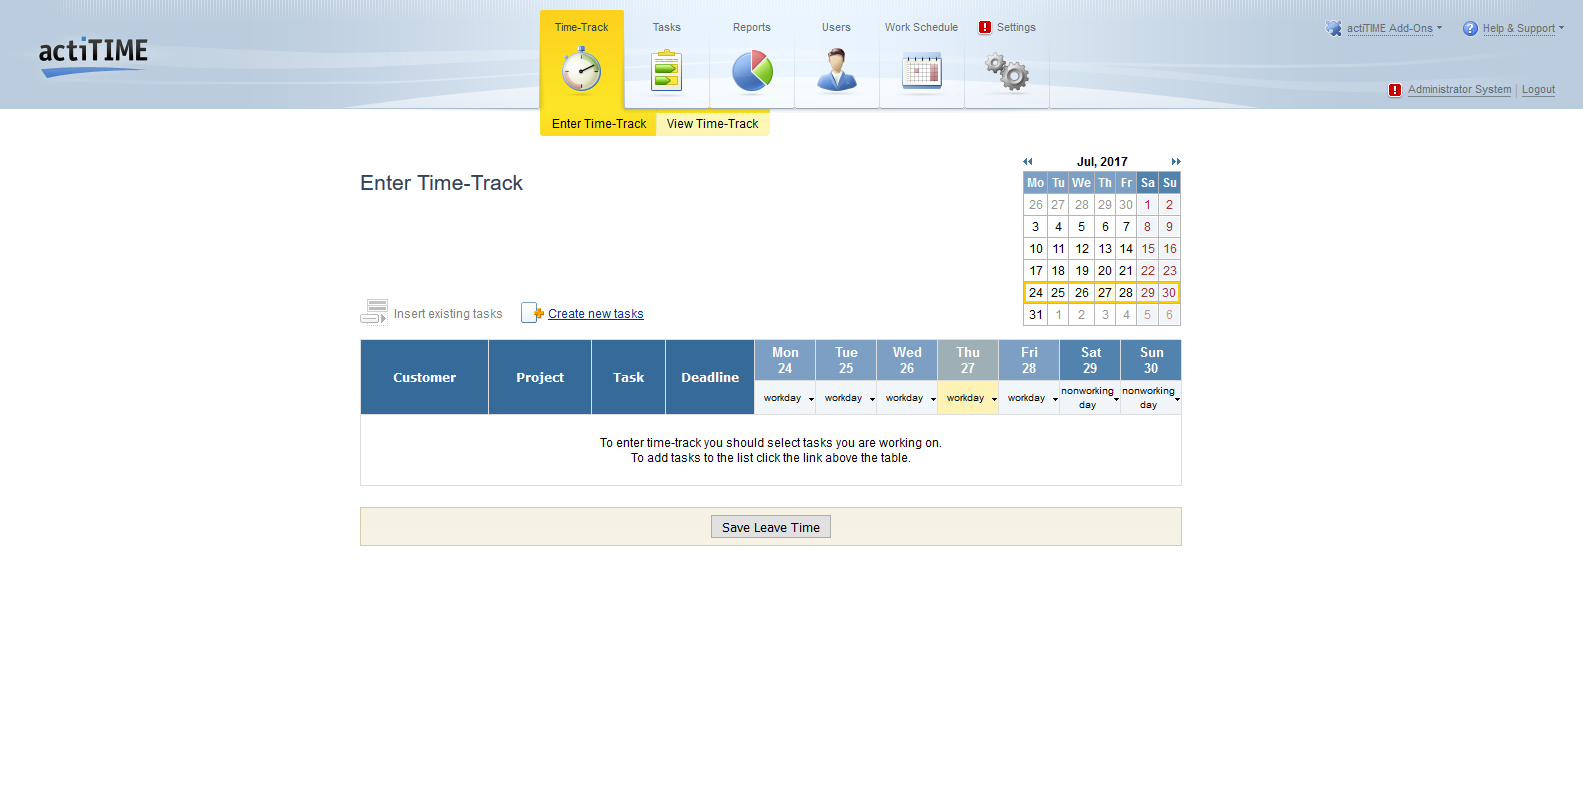 actiTIME
Time-Track
Tasks
Reports
Users
Work Schedule
! Settings
actiTIME Add-Ons
? Help & Support
! Administrator System | Logout
Enter Time-Track
View Time-Track
Enter Time-Track
Jul, 2017
Mo Tu We Th Fr Sa Su
26 27 28 29 30 1 2
3 4 5 6 7 8 9
10 11 12 13 14 15 16
17 18 19 20 21 22 23
24 25 26 27 28 29 30
31 1 2 3 4 5 6
Insert existing tasks
Create new tasks
Customer Project Task Deadline
Mon Tue Wed Thu Fri Sat Sun
24 25 26 27 28 29 30
workday workday workday workday workday nonworking day nonworking day
To enter time-track you should select tasks you are working on.
To add tasks to the list click the link above the table.
Save Leave Time